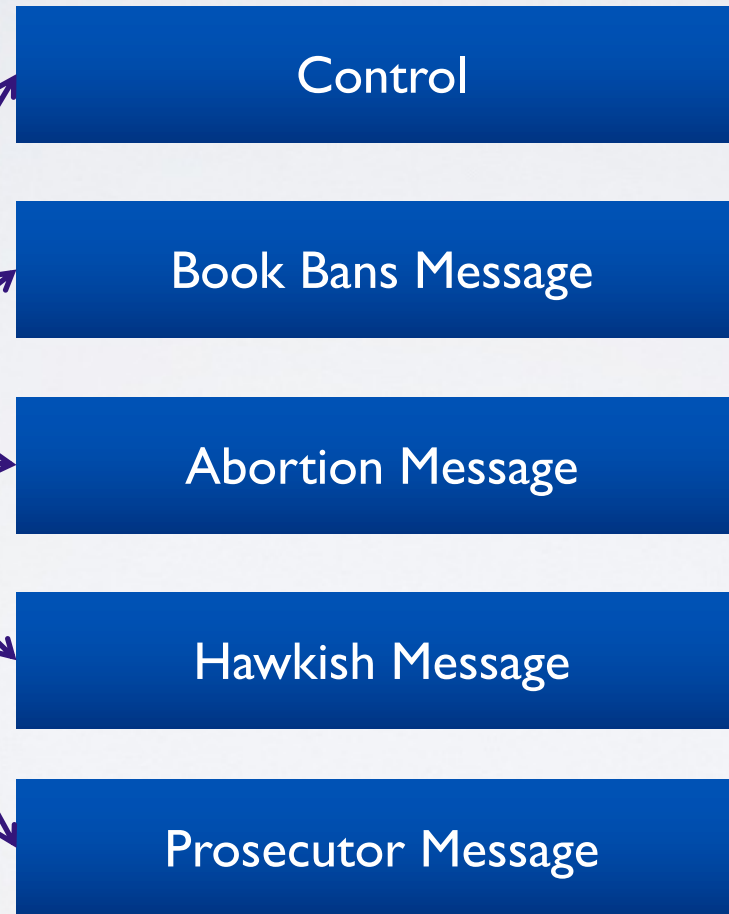 Control
Book Bans Message
Abortion Message
Hawkish Message
Prosecutor Message